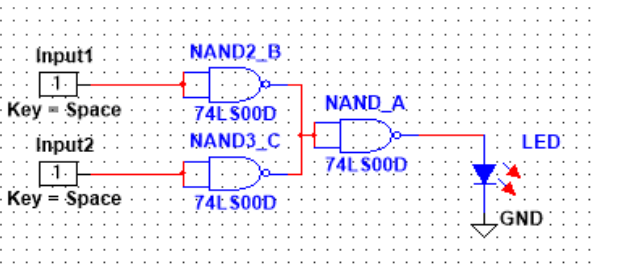 Input1
1
Key = Space
NAND2_B
74LS00D
Input2
1
Key = Space
NAND3_C
74LS00D
NAND_A
74LS00D
LED
GND